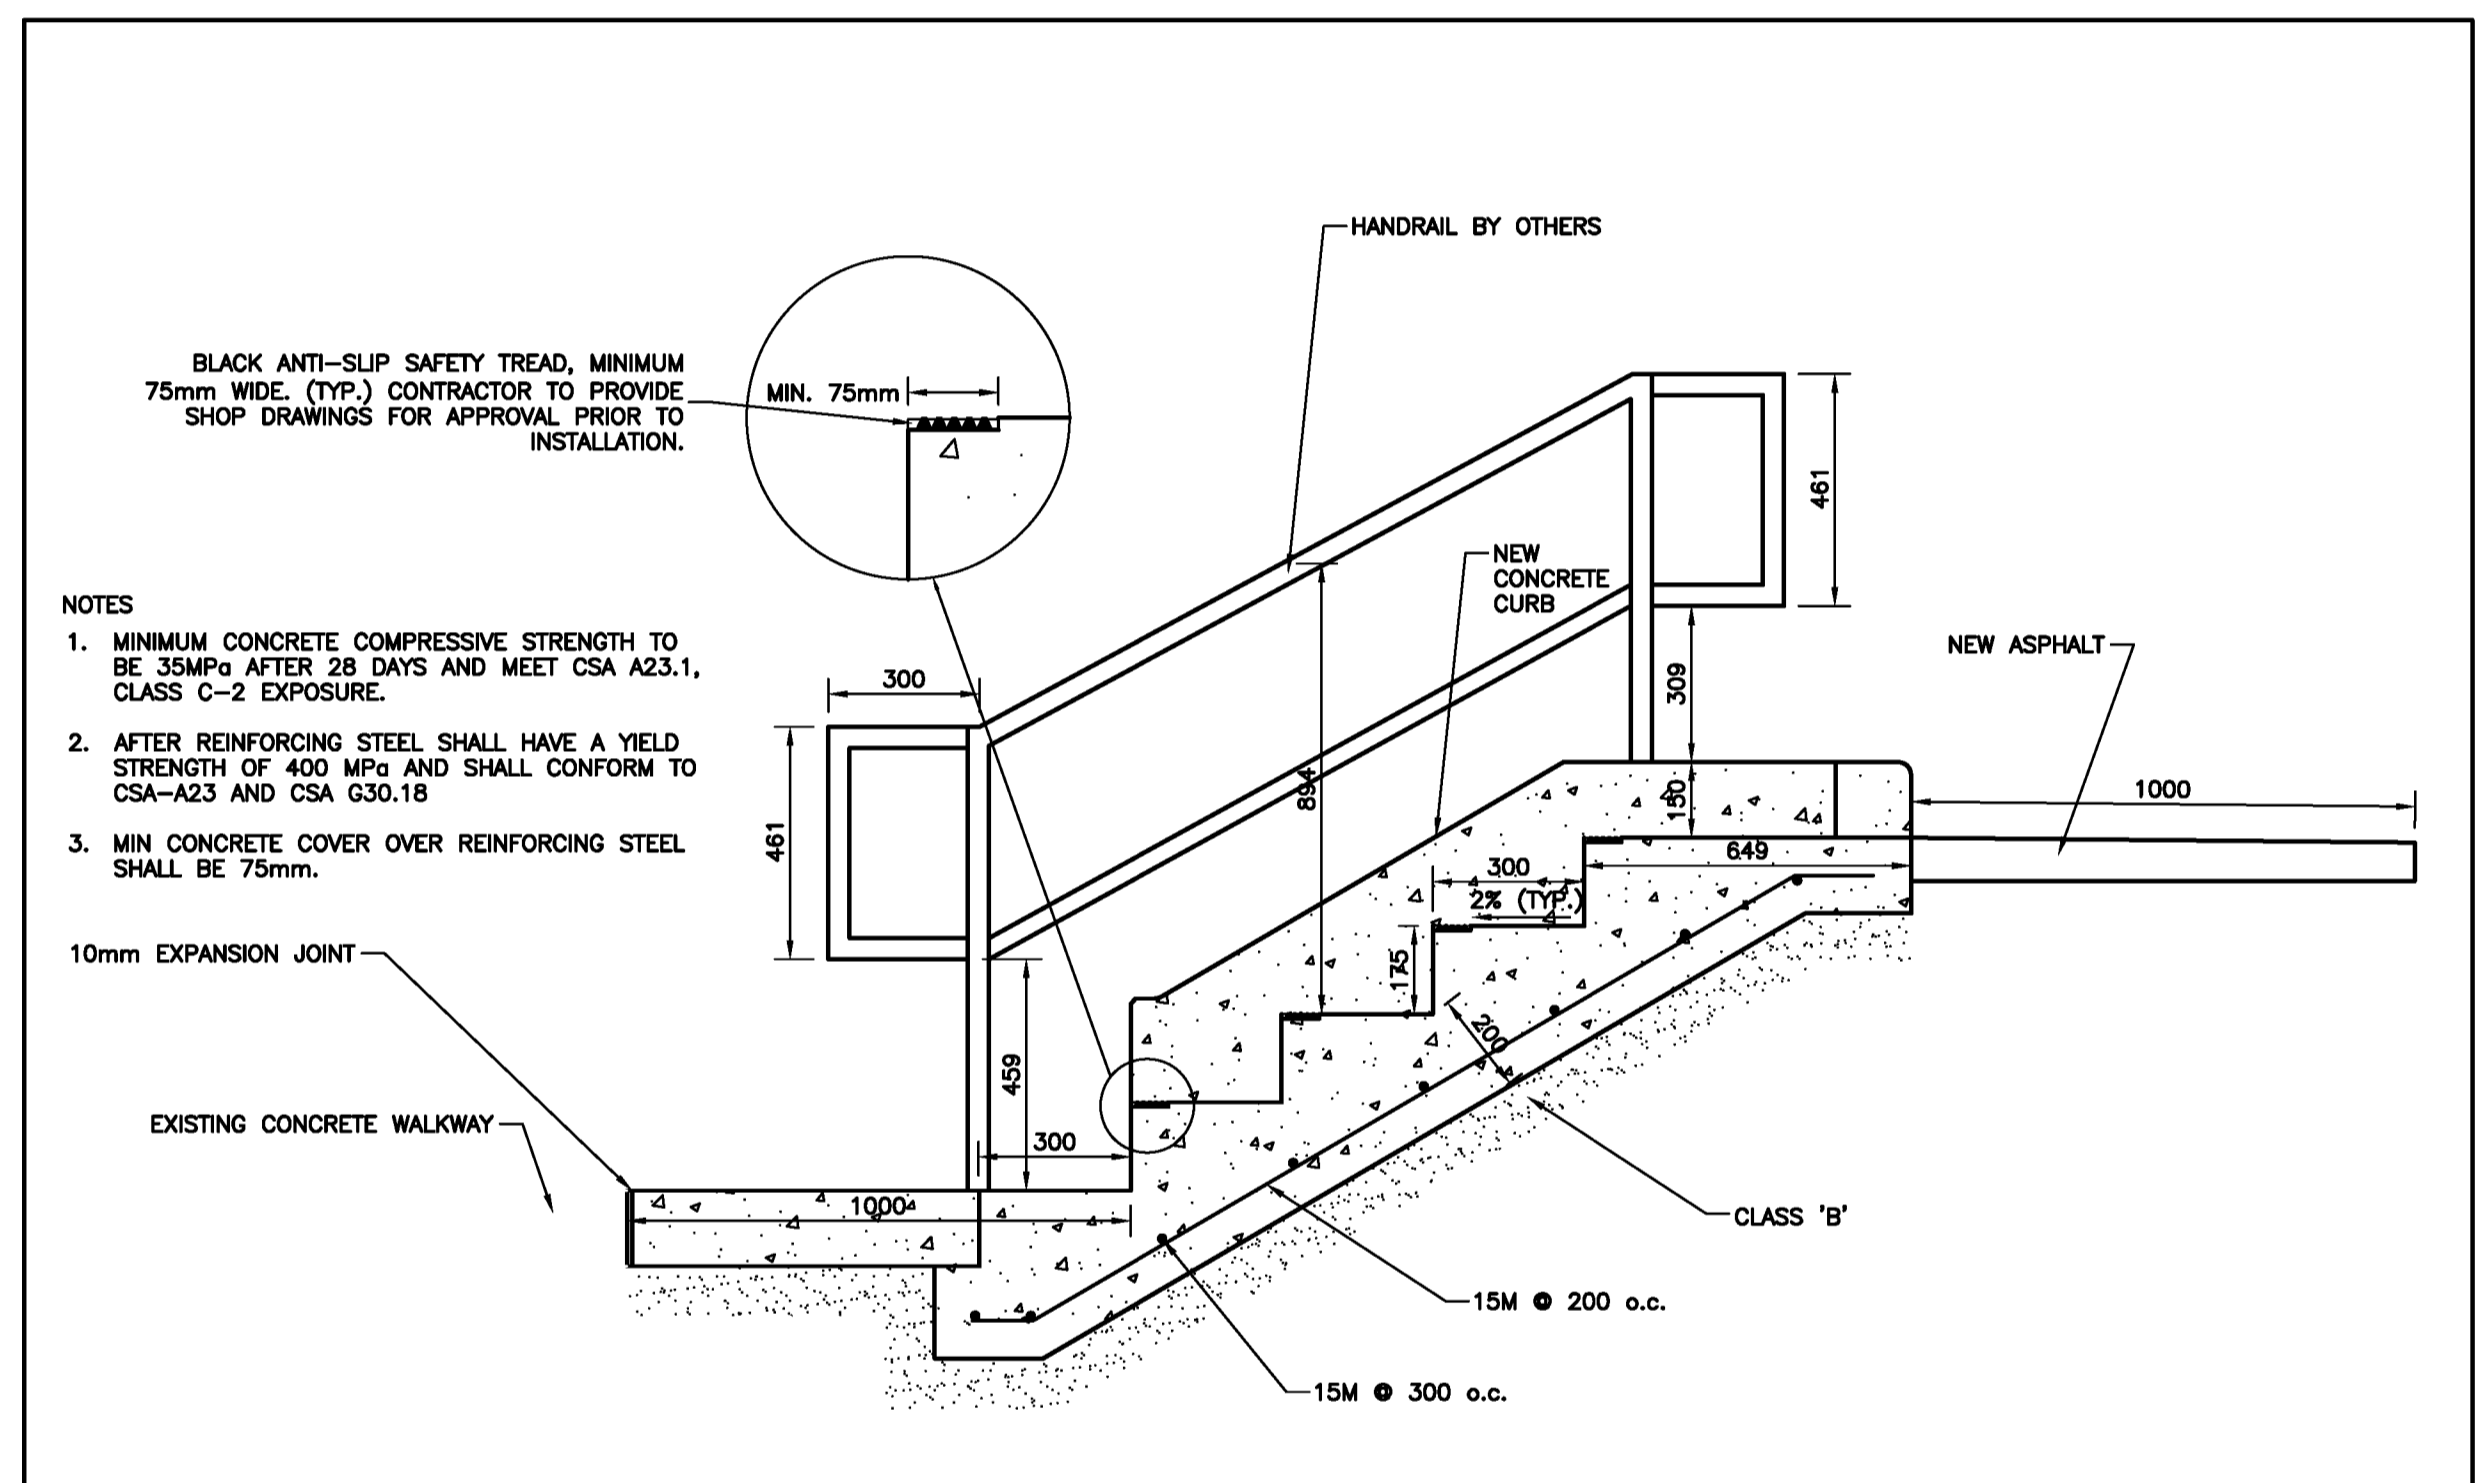 HANDRAIL BY OTHERS
BLACK ANTI-SLIP SAFETY TREAD, MINIMUM
75mm WIDE. (TYP.) CONTRACTOR TO PROVIDE
SHOP DRAWINGS FOR APPROVAL PRIOR TO
INSTALLATION.
MIN. 75mm
461
NEW
CONCRETE
CURB
NOTES
1. MINIMUM CONCRETE COMPRESSIVE STRENGTH TO
BE 35MPa AFTER 28 DAYS AND MEET CSA A23.1,
CLASS C-2 EXPOSURE.
2. AFTER REINFORCING STEEL SHALL HAVE A YIELD
STRENGTH OF 400 MPa AND SHALL CONFORM TO
CSA-A23 AND CSA G30.18
3. MIN CONCRETE COVER OVER REINFORCING STEEL
SHALL BE 75mm.
NEW ASPHALT
300
309
894
150
1000
461
649
300
2% (TYP.)
10mm EXPANSION JOINT
175
200
459
EXISTING CONCRETE WALKWAY
300
1000
CLASS 'B'
15M @ 200 o.c.
15M @ 300 o.c.